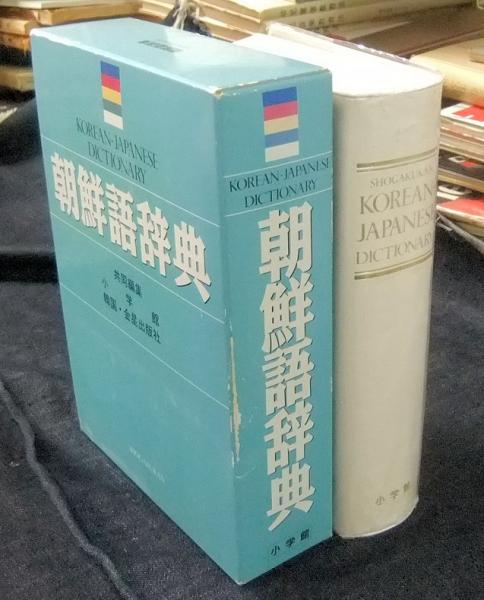 KOREAN-JAPANESE
DICTIONARY
朝鮮語辞典
共同編集
小学館
韓国・金星出版社
KOREAN-JAPANESE
DICTIONARY
朝鮮語辞典
小学館
SHOGAKUKAN
KOREAN
JAPANESE
DICTIONARY
小学館